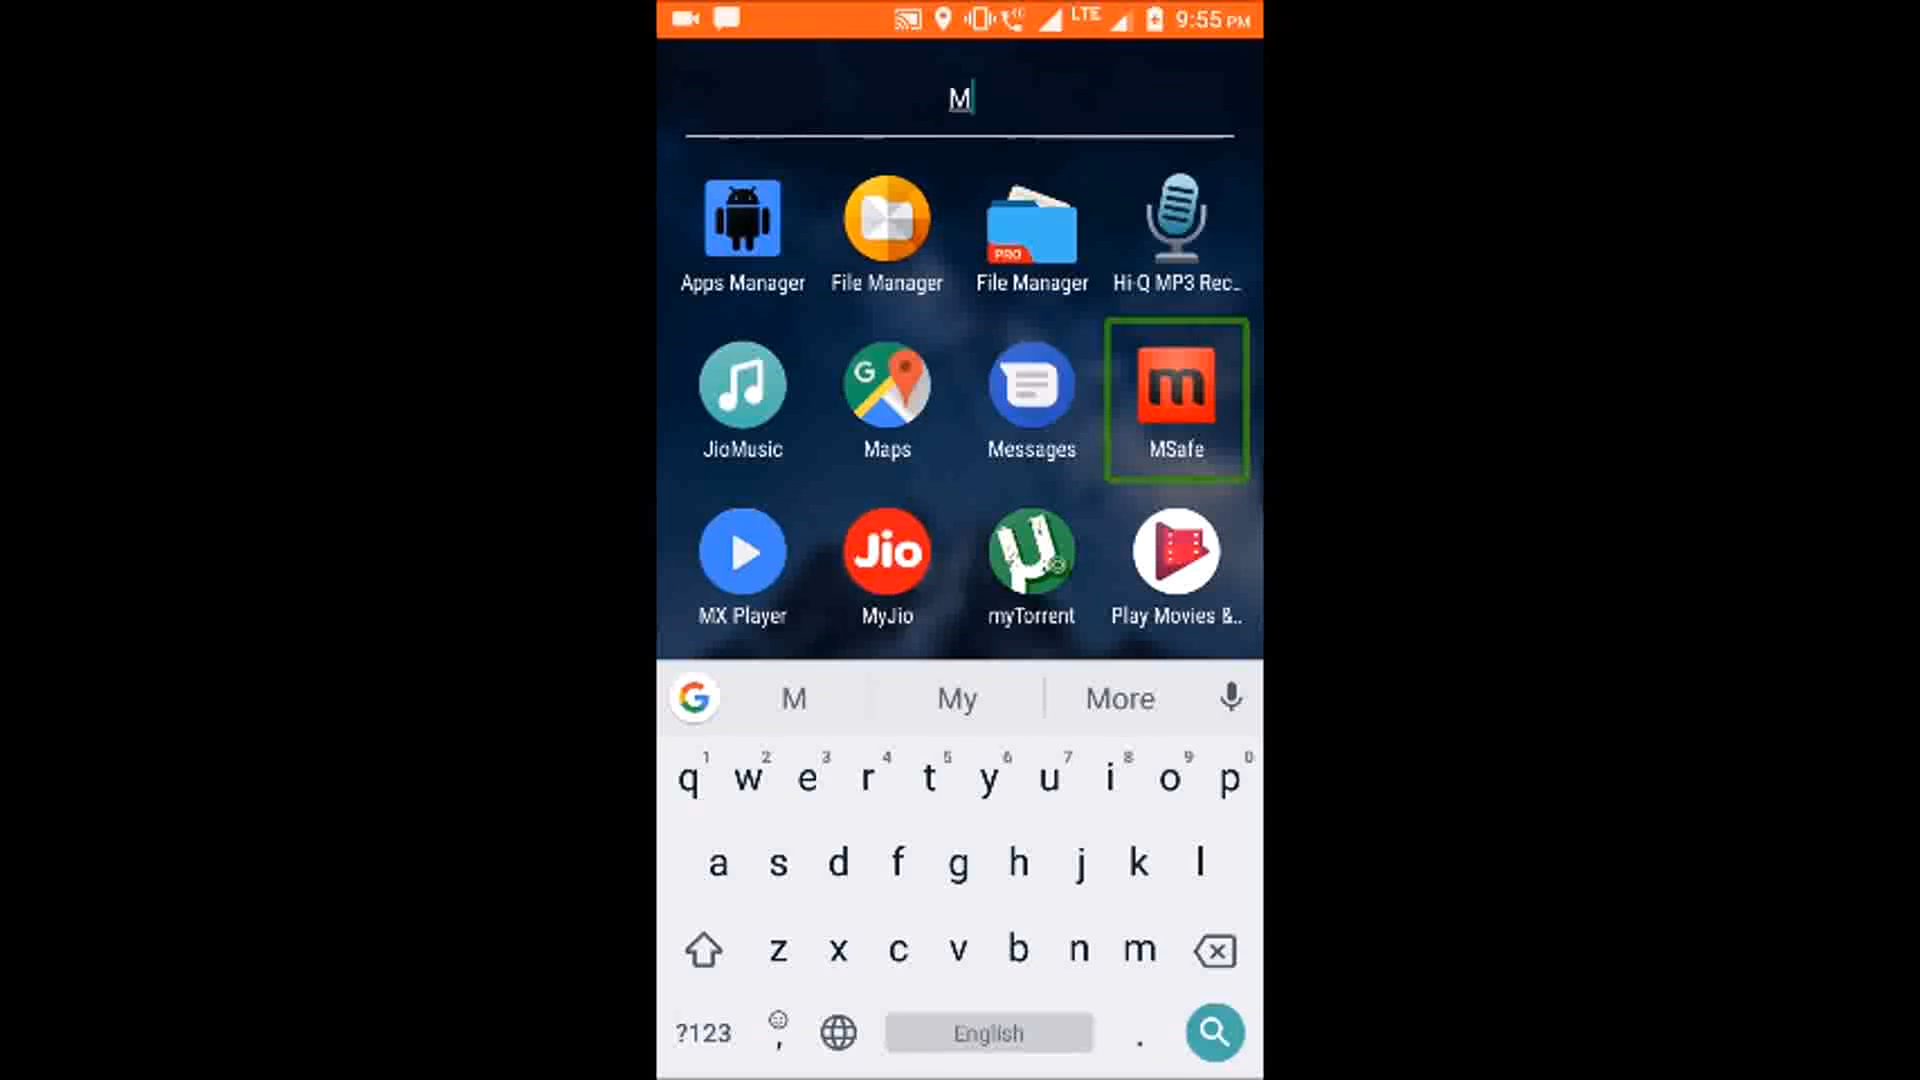 LTE 9:55 PM
M
PRO
Apps Manager File Manager File Manager Hi-Q MP3 Rec..
G m
JioMusic Maps Messages MSafe
Jio µ
MX Player MyJio myTorrent Play Movies &..
G M My More
1 2 3 4 5 6 7 8 9 0
q w e r t y u i o p
a s d f g h j k l
z x c v b n m
?123 , English .